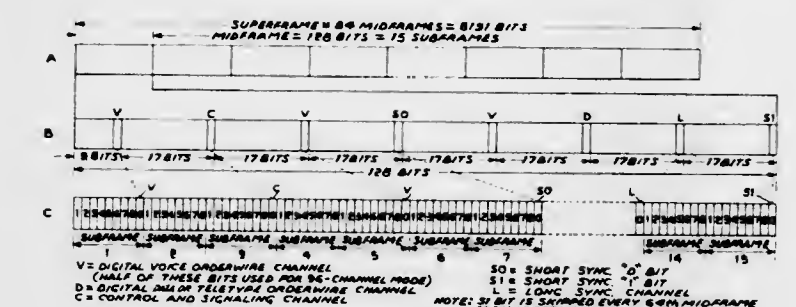 SUPERFRAME = 64 MIDFRAMES = 8191 BITS
MIDFRAME = 128 BITS = 15 SUBFRAMES
A
V C V S0 V D L S1
B
9 BITS 17 BITS 17 BITS 17 BITS 17 BITS 17 BITS 17 BITS 17 BITS
128 BITS
V C V S0 L S1
C
SUBFRAME SUBFRAME SUBFRAME SUBFRAME SUBFRAME SUBFRAME SUBFRAME SUBFRAME SUBFRAME
1 2 3 4 5 6 7 14 15
V = DIGITAL VOICE ORDERWIRE CHANNEL
(HALF OF THESE BITS USED FOR 96-CHANNEL MODE)
D = DIGITAL DATA OR TELETYPE ORDERWIRE CHANNEL
C = CONTROL AND SIGNALING CHANNEL
S0 = SHORT SYNC. "0" BIT
S1 = SHORT SYNC. "1" BIT
L = LONG SYNC. CHANNEL
NOTE: S1 BIT IS SKIPPED EVERY 64TH MIDFRAME